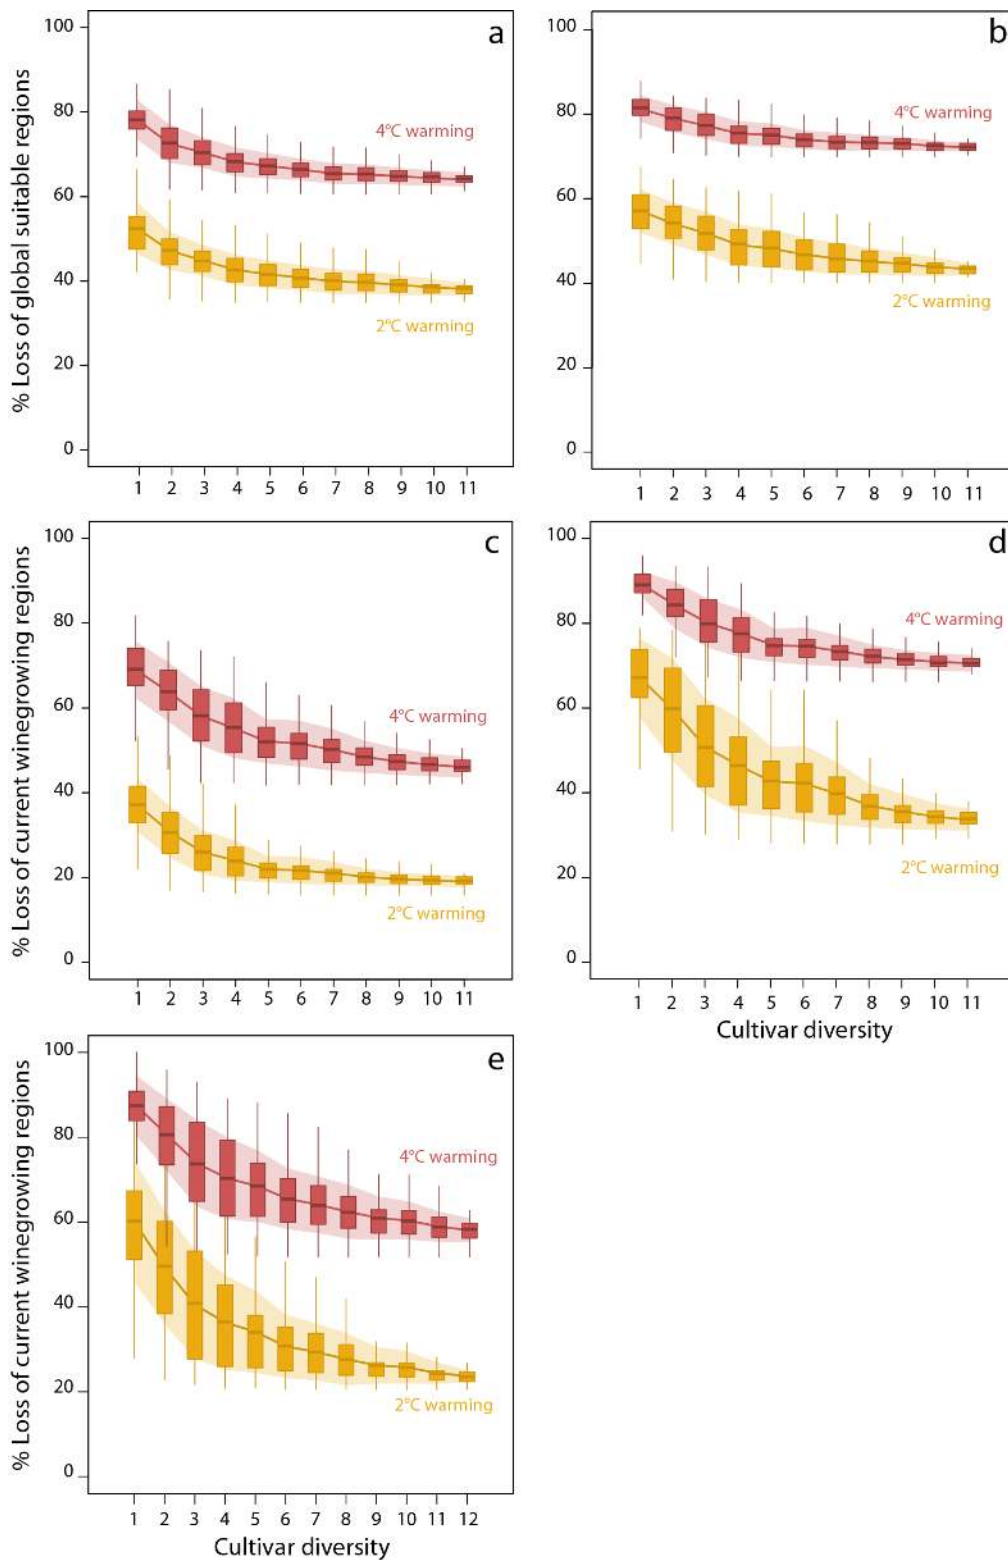 a
% Loss of global suitable regions
100
80
60
40
20
0
4°C warming
2°C warming
1 2 3 4 5 6 7 8 9 10 11
b
100
80
60
40
20
0
4°C warming
2°C warming
1 2 3 4 5 6 7 8 9 10 11
c
% Loss of current winegrowing regions
100
80
60
40
20
0
4°C warming
2°C warming
1 2 3 4 5 6 7 8 9 10 11
d
100
80
60
40
20
0
4°C warming
2°C warming
1 2 3 4 5 6 7 8 9 10 11
Cultivar diversity
e
% Loss of current winegrowing regions
100
80
60
40
20
0
4°C warming
2°C warming
1 2 3 4 5 6 7 8 9 10 11 12
Cultivar diversity